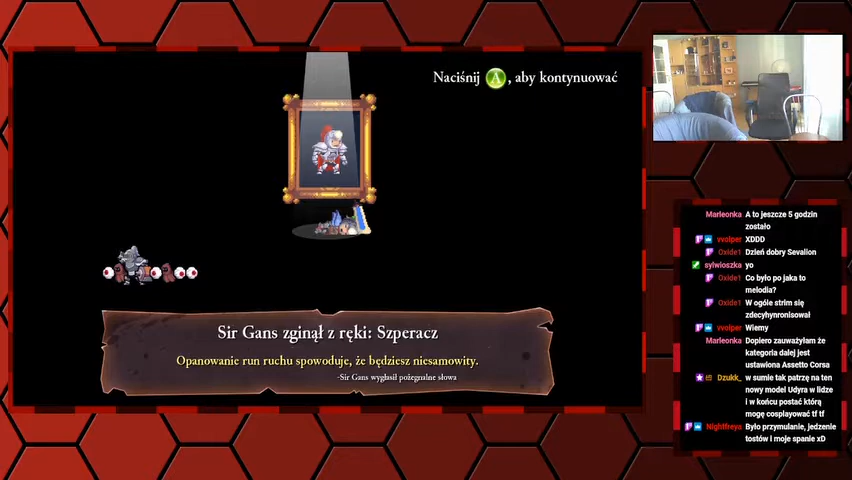 Naciśnij A, aby kontynuować
Sir Gans zginął z ręki: Szperacz
Opanowanie run ruchu spowoduje, że będziesz niesamowity.
-Sir Gans wygłosił pożegnalne słowa
Marłeonka A to jeszcze 5 godzin
zostało
vvolper XDDD
Oxide1 Dzień dobry Sevalion
sylwioszka yo
Oxide1 Co było po jaka to
melodia?
Oxide1 W ogóle strim się
zdecyhynronisował
vvolper Wiemy
Marłeonka Dopiero zauważyłam że
kategoria dalej jest
ustawiona Assetto Corsa
Dzukk_ w sumie tak patrzę na ten
nowy model Udyra w lidze
i w końcu postać którą
mogę cosplayować tf tf
Nightfreya Było przymulanie, jedzenie
tostów i moje spanie xD